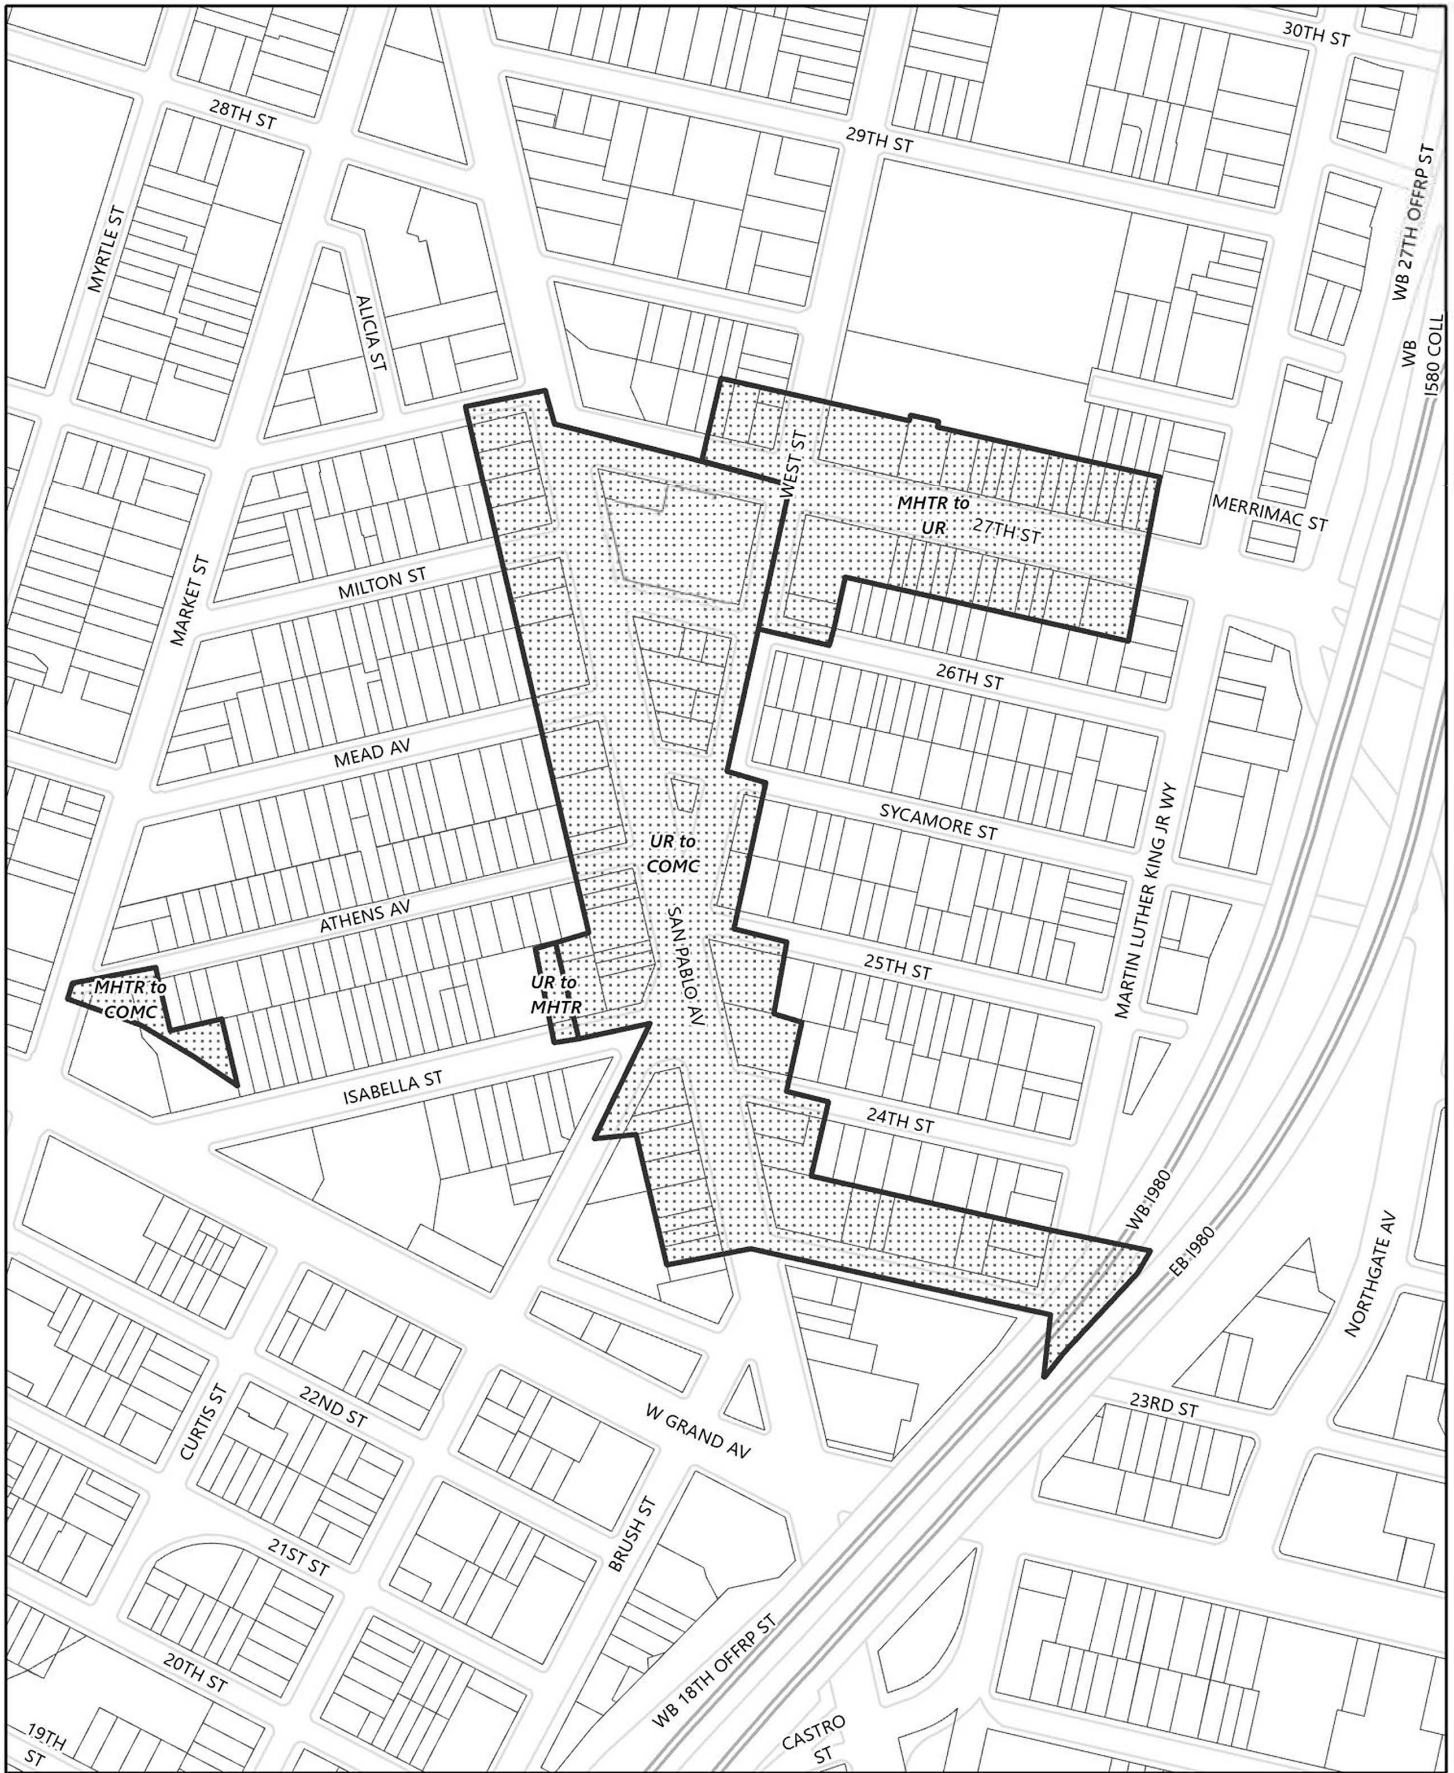 30TH ST
28TH ST
29TH ST
WB 27TH OFFRP ST
MYRTLE ST
ALICIA ST
WB
I580 COLL
WEST ST
MHTR to
UR
27TH ST
MERRIMAC ST
MILTON ST
MARKET ST
26TH ST
MEAD AV
SYCAMORE ST
UR to
COMC
MARTIN LUTHER KING JR WY
ATHENS AV
SAN PABLO AV
25TH ST
MHTR to
COMC
UR to
MHTR
ISABELLA ST
24TH ST
WB I980
EB I980
NORTHGATE AV
23RD ST
22ND ST
CURTIS ST
W GRAND AV
BRUSH ST
21ST ST
20TH ST
WB 18TH OFFRP ST
19TH
ST
CASTRO
ST